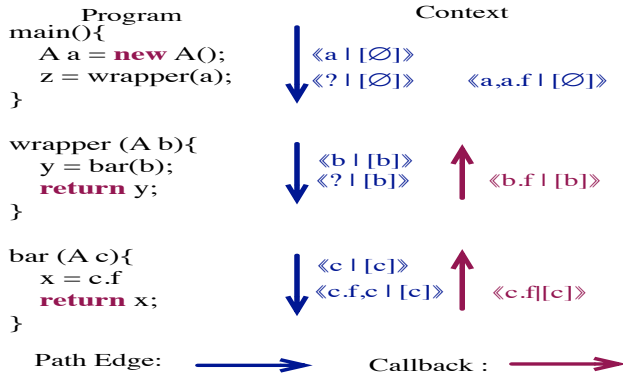 Program Context
main(){
A a = new A(); ⟪a | [∅]⟫
z = wrapper(a); ⟪? | [∅]⟫ ⟪a,a.f | [∅]⟫
}
wrapper (A b){
y = bar(b); ⟪b | [b]⟫
return y; ⟪? | [b]⟫ ⟪b.f | [b]⟫
}
bar (A c){
x = c.f ⟪c | [c]⟫
return x; ⟪c.f,c | [c]⟫ ⟪c.f|[c]⟫
}
Path Edge: Callback :